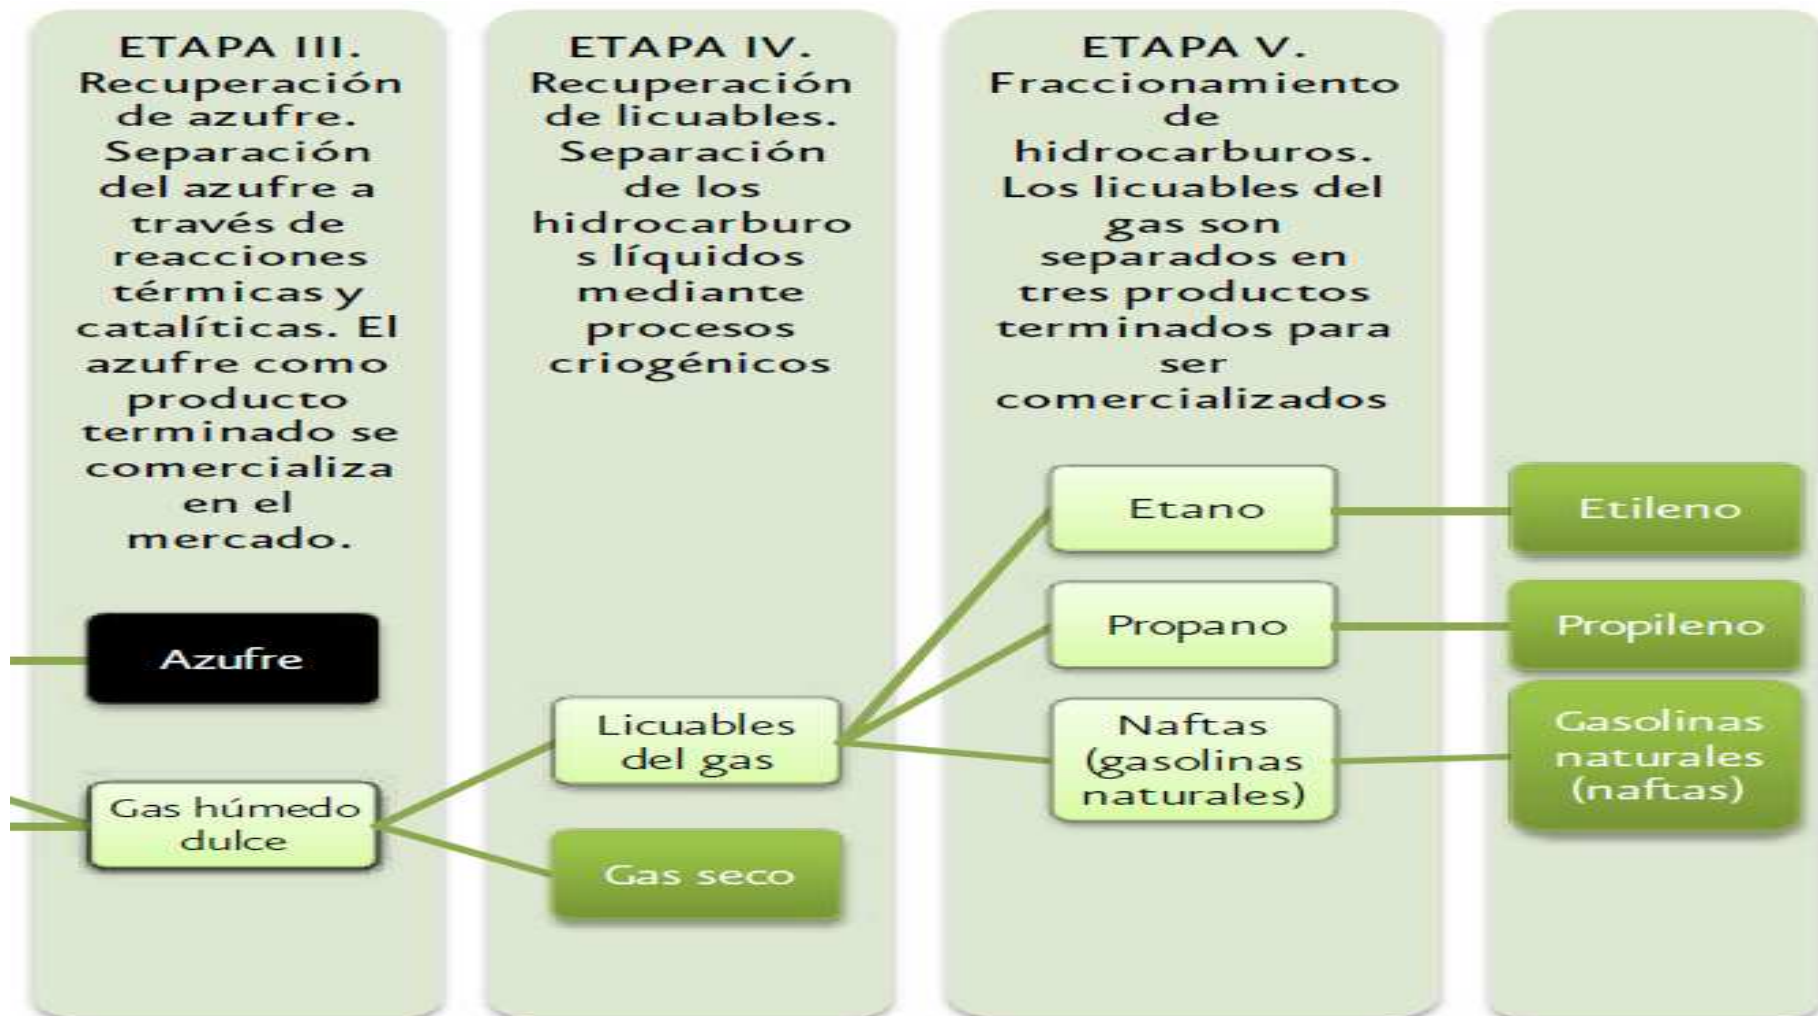 ETAPA III.
Recuperación
de azufre.
Separación
del azufre a
través de
reacciones
térmicas y
catalíticas. El
azufre como
producto
terminado se
comercializa
en el
mercado.
Azufre
Gas húmedo
dulce
ETAPA IV.
Recuperación
de licuables.
Separación
de los
hidrocarburo
s líquidos
mediante
procesos
criogénicos
Licuables
del gas
Gas seco
ETAPA V.
Fraccionamiento
de
hidrocarburos.
Los licuables del
gas son
separados en
tres productos
terminados para
ser
comercializados
Etano
Propano
Naftas
(gasolinas
naturales)
Etileno
Propileno
Gasolinas
naturales
(naftas)